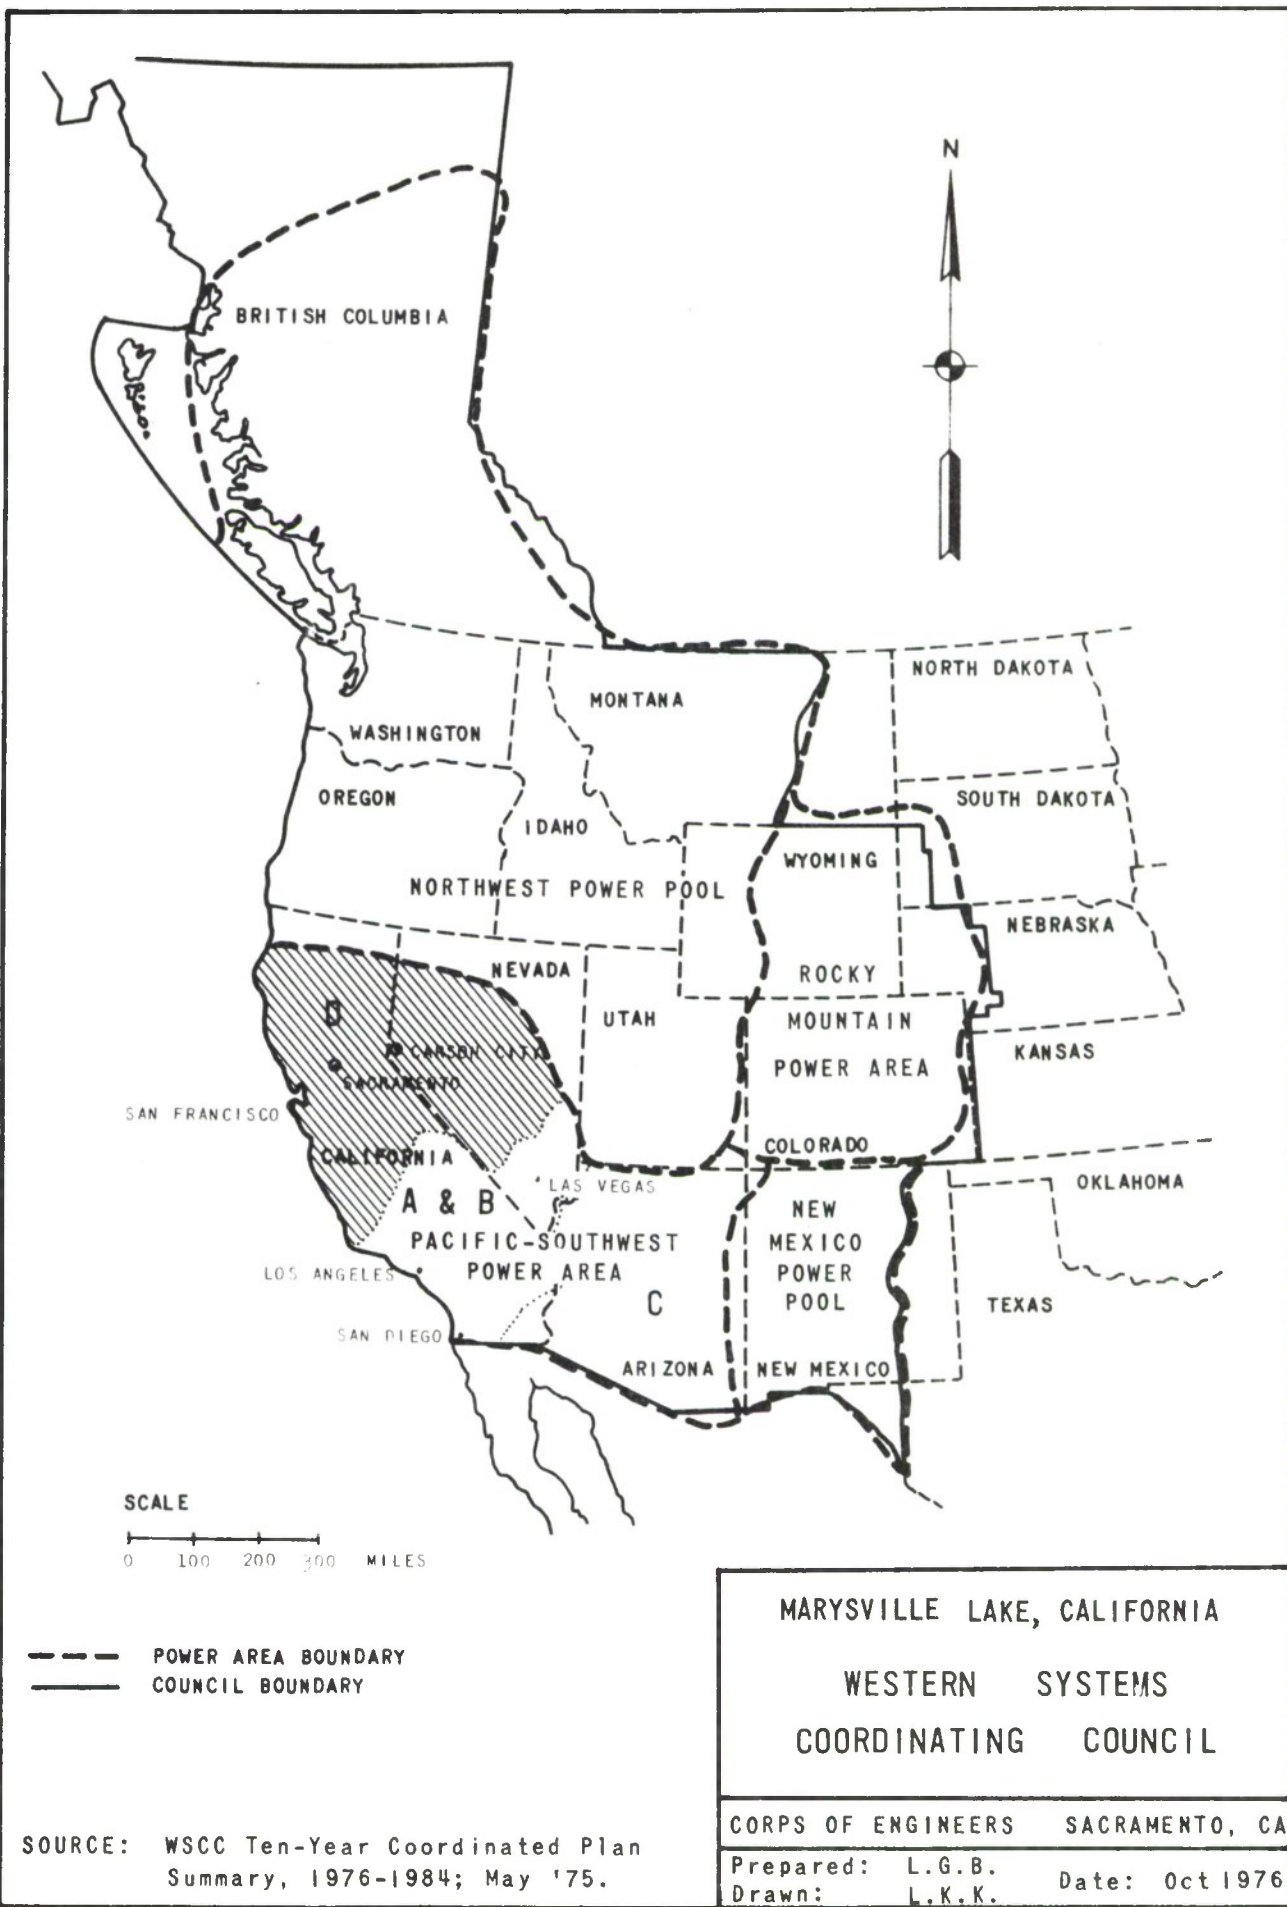 N
BRITISH COLUMBIA
NORTH DAKOTA
MONTANA
WASHINGTON
SOUTH DAKOTA
OREGON
IDAHO
WYOMING
NORTHWEST POWER POOL
NEBRASKA
NEVADA
ROCKY
UTAH
MOUNTAIN
D
CARSON CITY
KANSAS
POWER AREA
SACRAMENTO
SAN FRANCISCO
COLORADO
CALIFORNIA
LAS VEGAS
OKLAHOMA
A & B
NEW
MEXICO
POWER
POOL
PACIFIC-SOUTHWEST
POWER AREA
LOS ANGELES
C
TEXAS
SAN DIEGO
ARIZONA
NEW MEXICO
SCALE
0 100 200 300 MILES
POWER AREA BOUNDARY
COUNCIL BOUNDARY
MARYSVILLE LAKE, CALIFORNIA
WESTERN SYSTEMS
COORDINATING COUNCIL
CORPS OF ENGINEERS SACRAMENTO, CA
Prepared: L.G.B.
Drawn: L.K.K.
Date: Oct 1976
SOURCE: WSCC Ten-Year Coordinated Plan
Summary, 1976-1984; May '75.